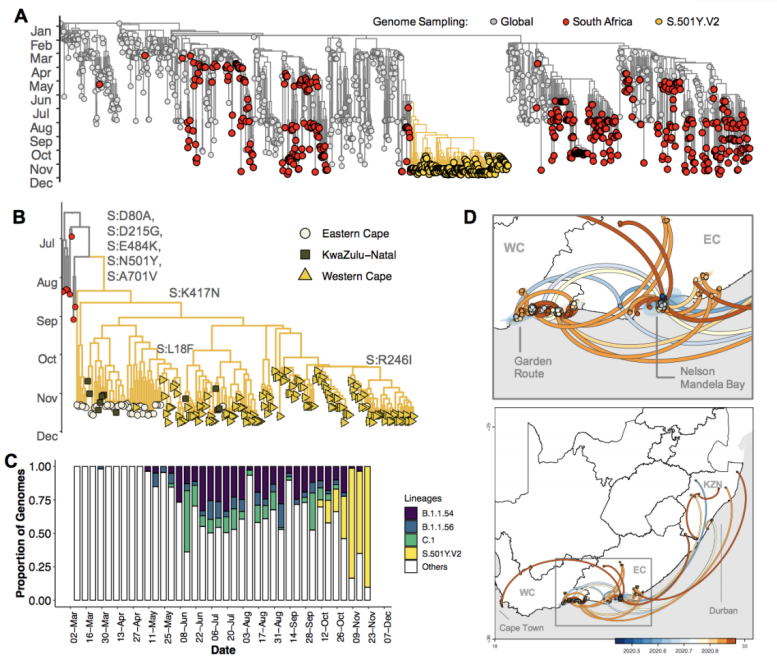 A
Genome Sampling: Global South Africa S.501Y.V2
Jan
Feb
Mar
Apr
May
Jun
Jul
Aug
Sep
Oct
Nov
Dec
B
S:D80A,
S:D215G,
S:E484K,
S:N501Y,
S:A701V
Eastern Cape
KwaZulu-Natal
Western Cape
Jul
Aug
Sep
Oct
Nov
Dec
S:K417N
S:L18F
S:R246I
C
Proportion of Genomes
1.00
0.75
0.50
0.25
0.00
02-Mar
16-Mar
30-Mar
13-Apr
27-Apr
11-May
25-May
08-Jun
22-Jun
06-Jul
20-Jul
03-Aug
17-Aug
31-Aug
14-Sep
28-Sep
12-Oct
26-Oct
09-Nov
23-Nov
07-Dec
Date
Lineages
B.1.1.54
B.1.1.56
C.1
S.501Y.V2
Others
D
WC
EC
Garden
Route
Nelson
Mandela Bay
KZN
EC
WC
Durban
Cape Town
2020.5 2020.6 2020.7 2020.8